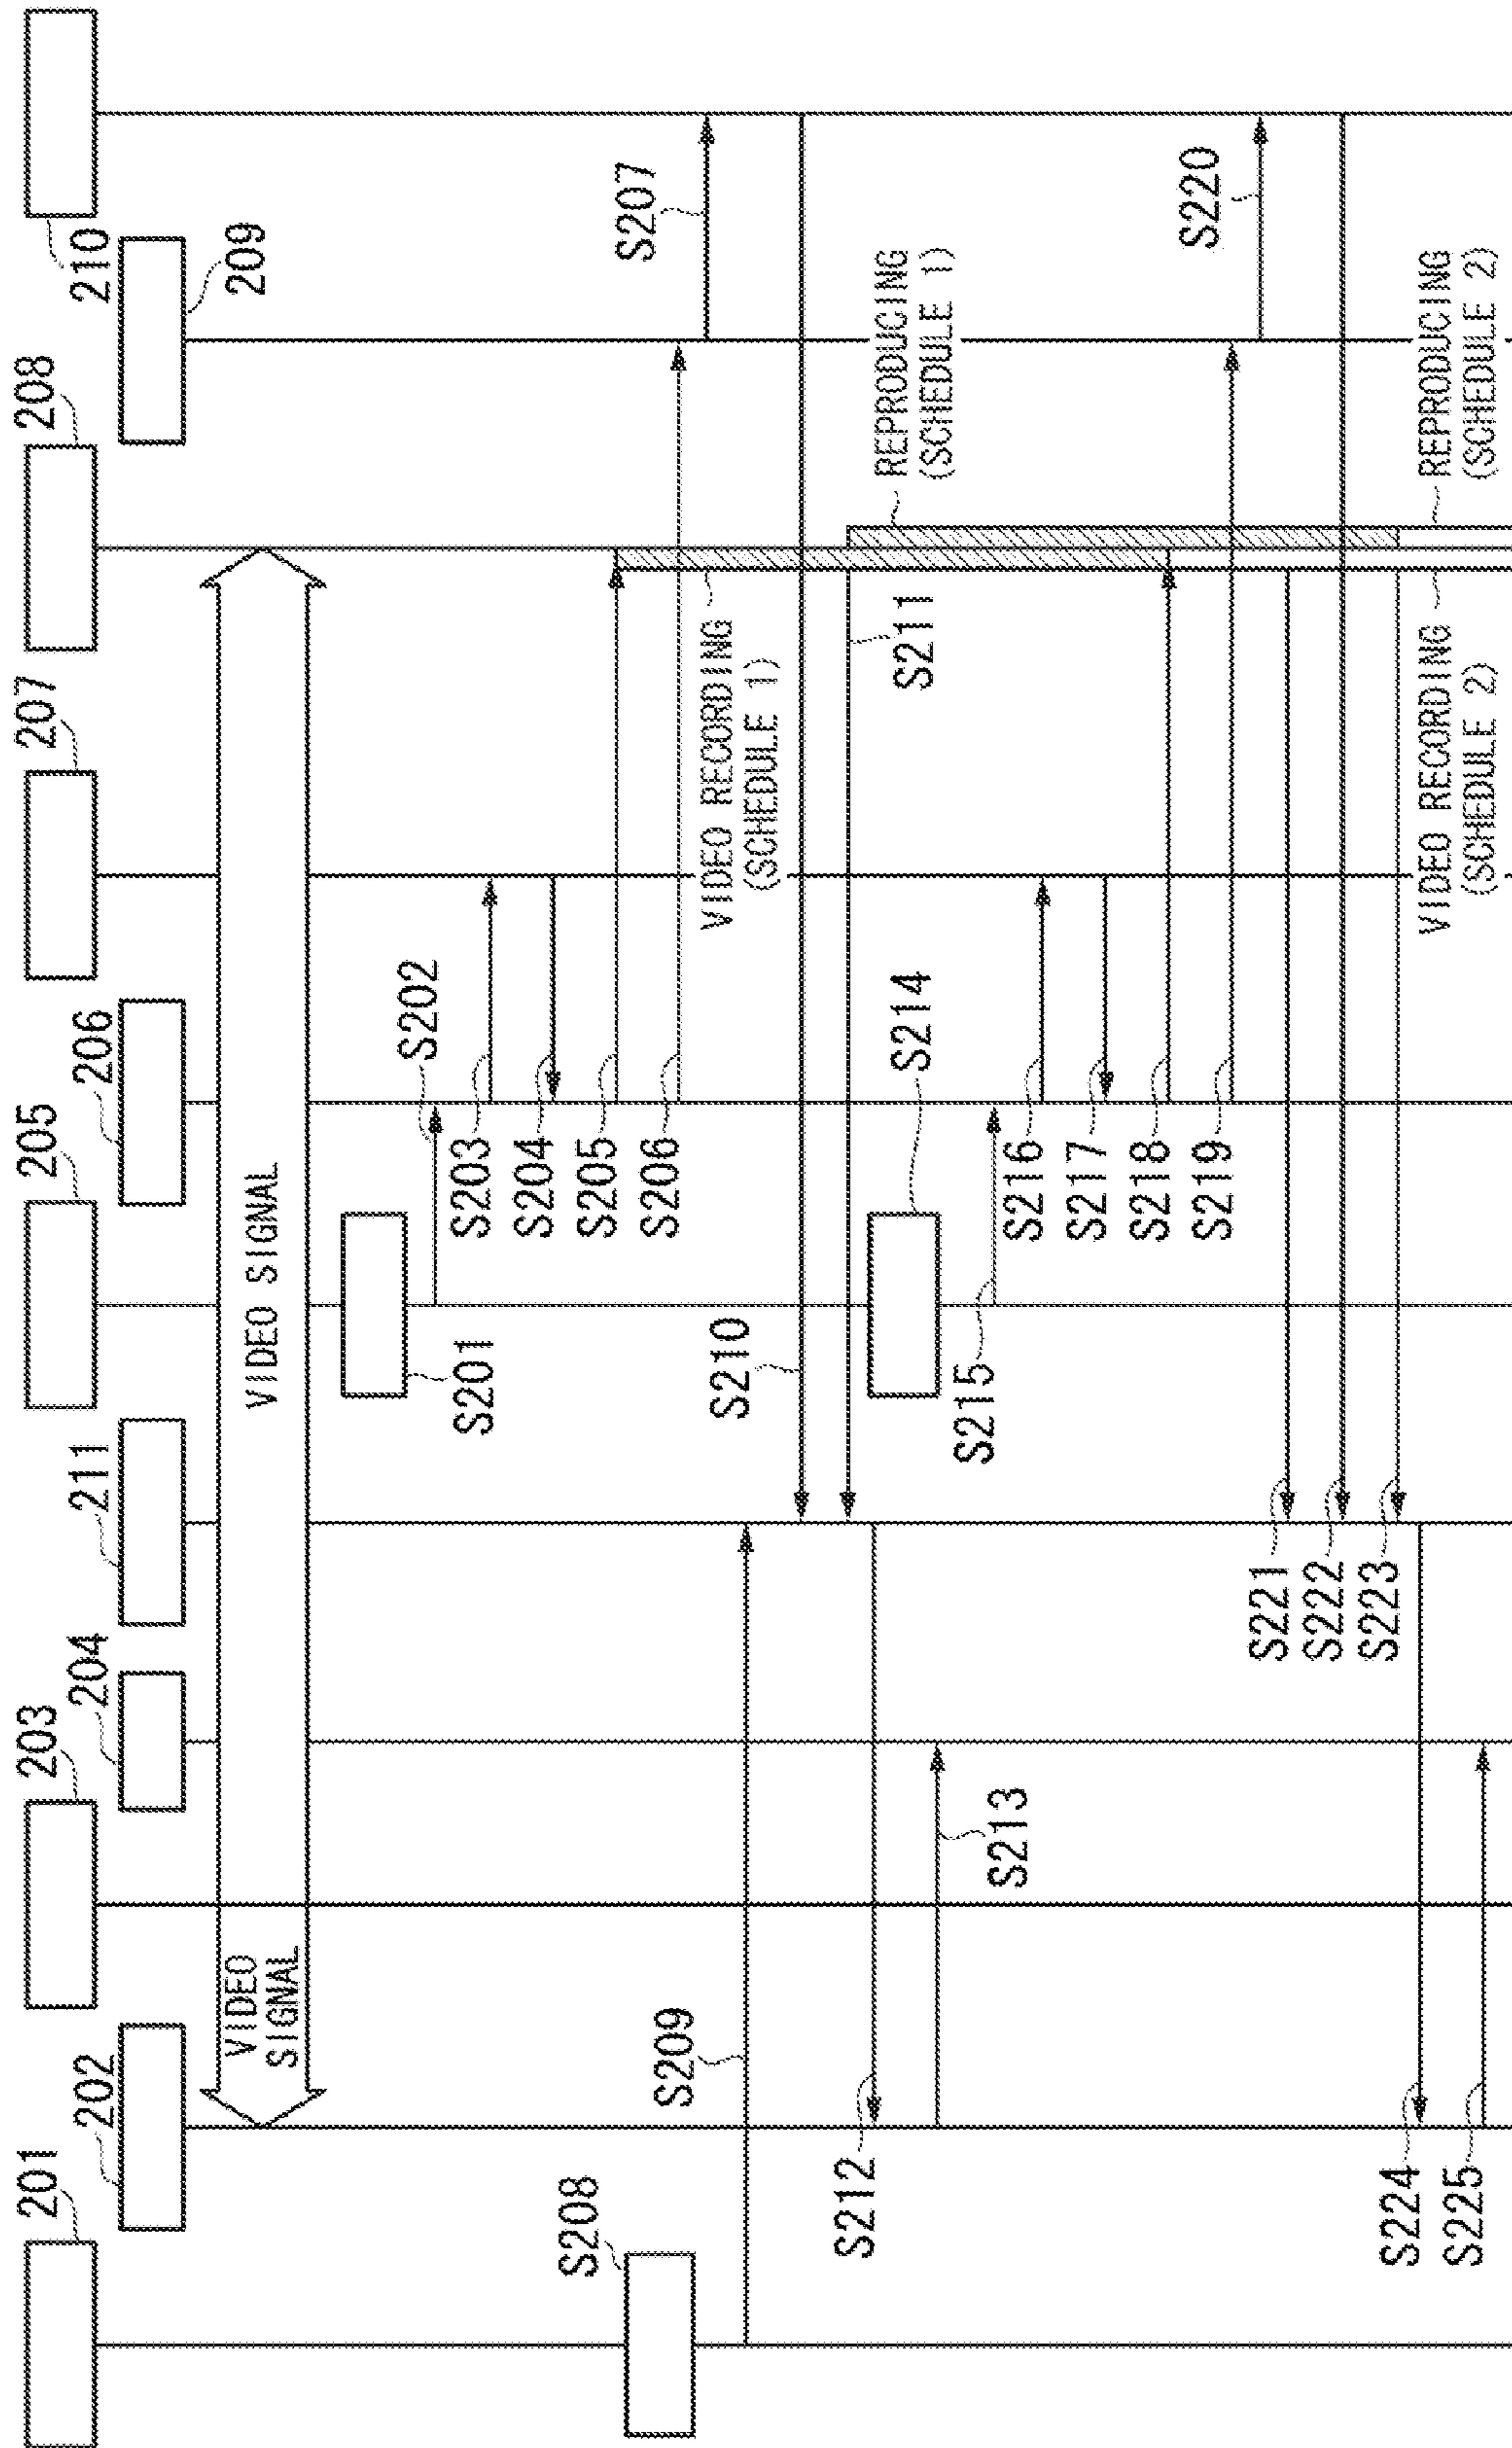 201
202
203
204
211
205
206
207
208
209
210
VIDEO
SIGNAL
VIDEO SIGNAL
S201
S202
S203
S204
S205
S206
S207
VIDEO RECORDING
(SCHEDULE 1)
S208
S209
S210
S211
REPRODUCING
(SCHEDULE 1)
S212
S213
S214
S215
S216
S217
S218
S219
S220
S221
S222
S223
VIDEO RECORDING
(SCHEDULE 2)
REPRODUCING
(SCHEDULE 2)
S224
S225